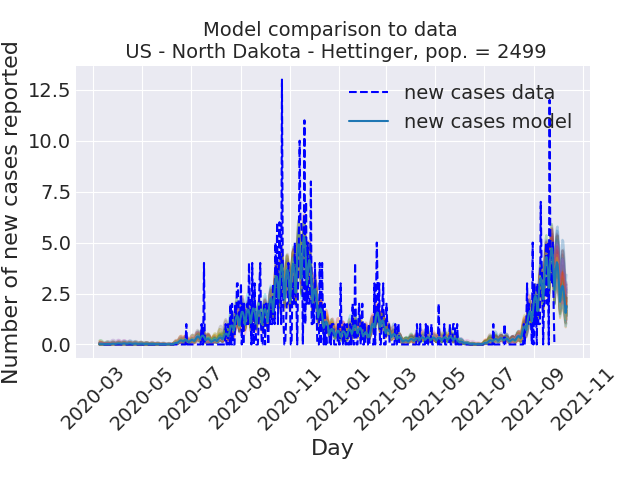 Model comparison to data
US - North Dakota - Hettinger, pop. = 2499
Number of new cases reported
12.5
10.0
7.5
5.0
2.5
0.0
new cases data
new cases model
2020-03
2020-05
2020-07
2020-09
2020-11
2021-01
2021-03
2021-05
2021-07
2021-09
2021-11
Day